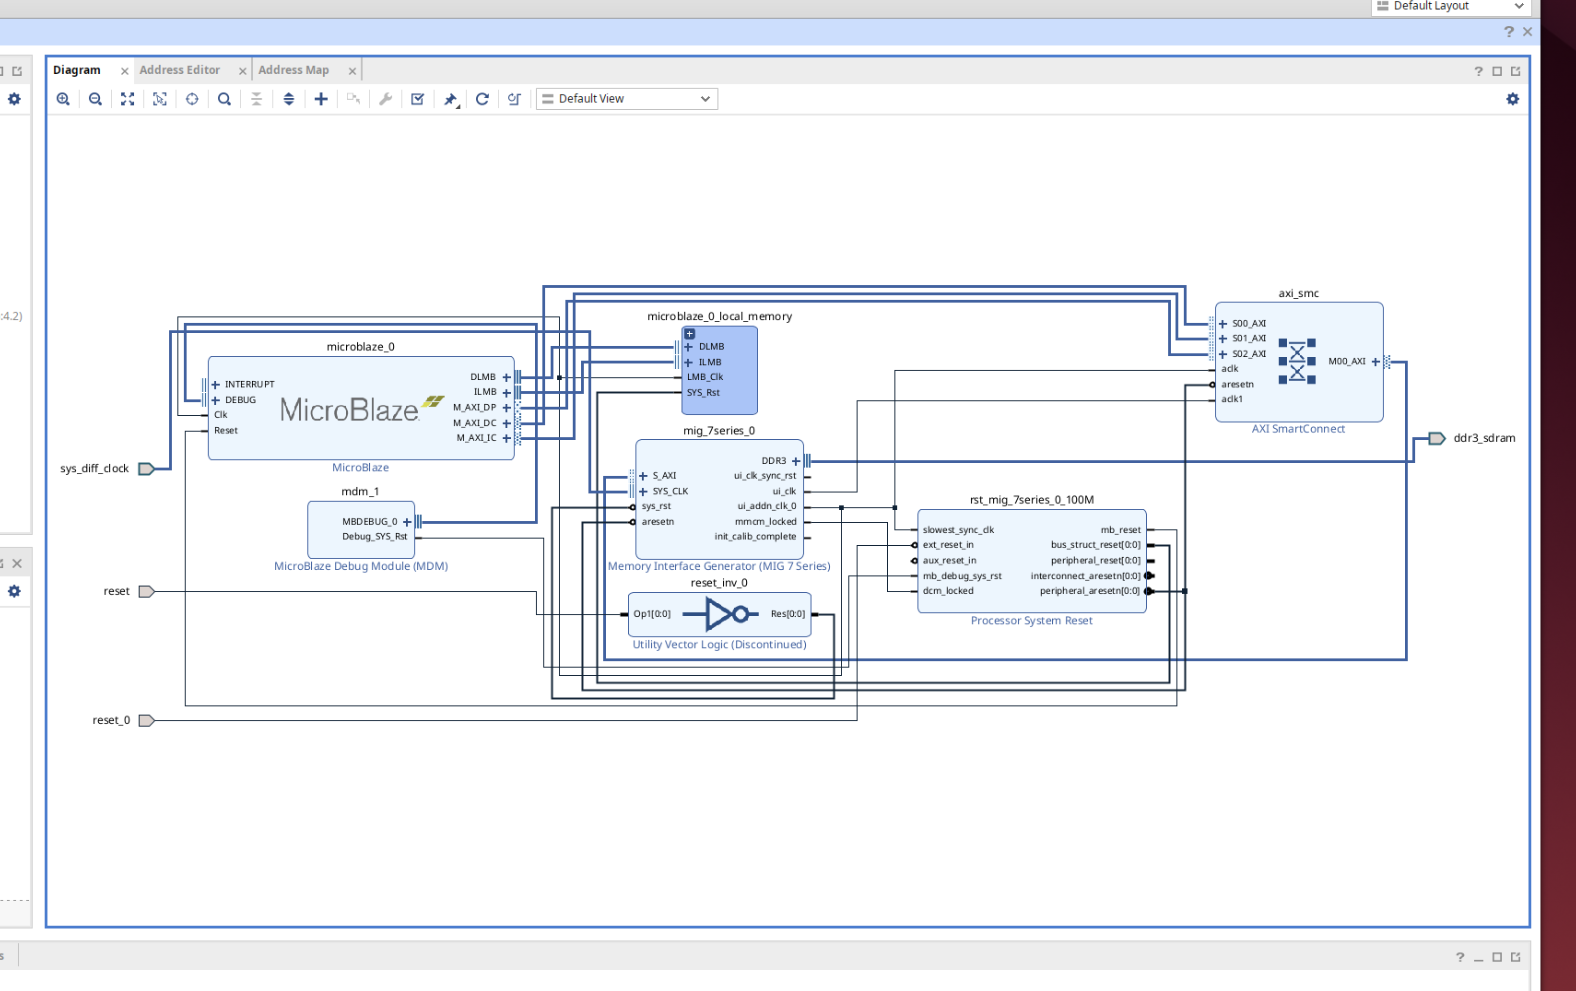 Default Layout
Diagram
Address Editor
Address Map
Default View
:4.2)
axi_smc
S00_AXI
S01_AXI
S02_AXI
aclk
aresetn
aclk1
M00_AXI
AXI SmartConnect
microblaze_0_local_memory
DLMB
ILMB
LMB_Clk
SYS_Rst
microblaze_0
INTERRUPT
DEBUG
Clk
Reset
MicroBlaze
DLMB
ILMB
M_AXI_DP
M_AXI_DC
M_AXI_IC
MicroBlaze
mig_7series_0
S_AXI
SYS_CLK
sys_rst
aresetn
DDR3
ui_clk_sync_rst
ui_clk
ui_addn_clk_0
mmcm_locked
init_calib_complete
Memory Interface Generator (MIG 7 Series)
ddr3_sdram
sys_diff_clock
mdm_1
MBDEBUG_0
Debug_SYS_Rst
MicroBlaze Debug Module (MDM)
rst_mig_7series_0_100M
slowest_sync_clk
ext_reset_in
aux_reset_in
mb_debug_sys_rst
dcm_locked
mb_reset
bus_struct_reset[0:0]
peripheral_reset[0:0]
interconnect_aresetn[0:0]
peripheral_aresetn[0:0]
Processor System Reset
reset
reset_inv_0
Op1[0:0]
Res[0:0]
Utility Vector Logic (Discontinued)
reset_0
s